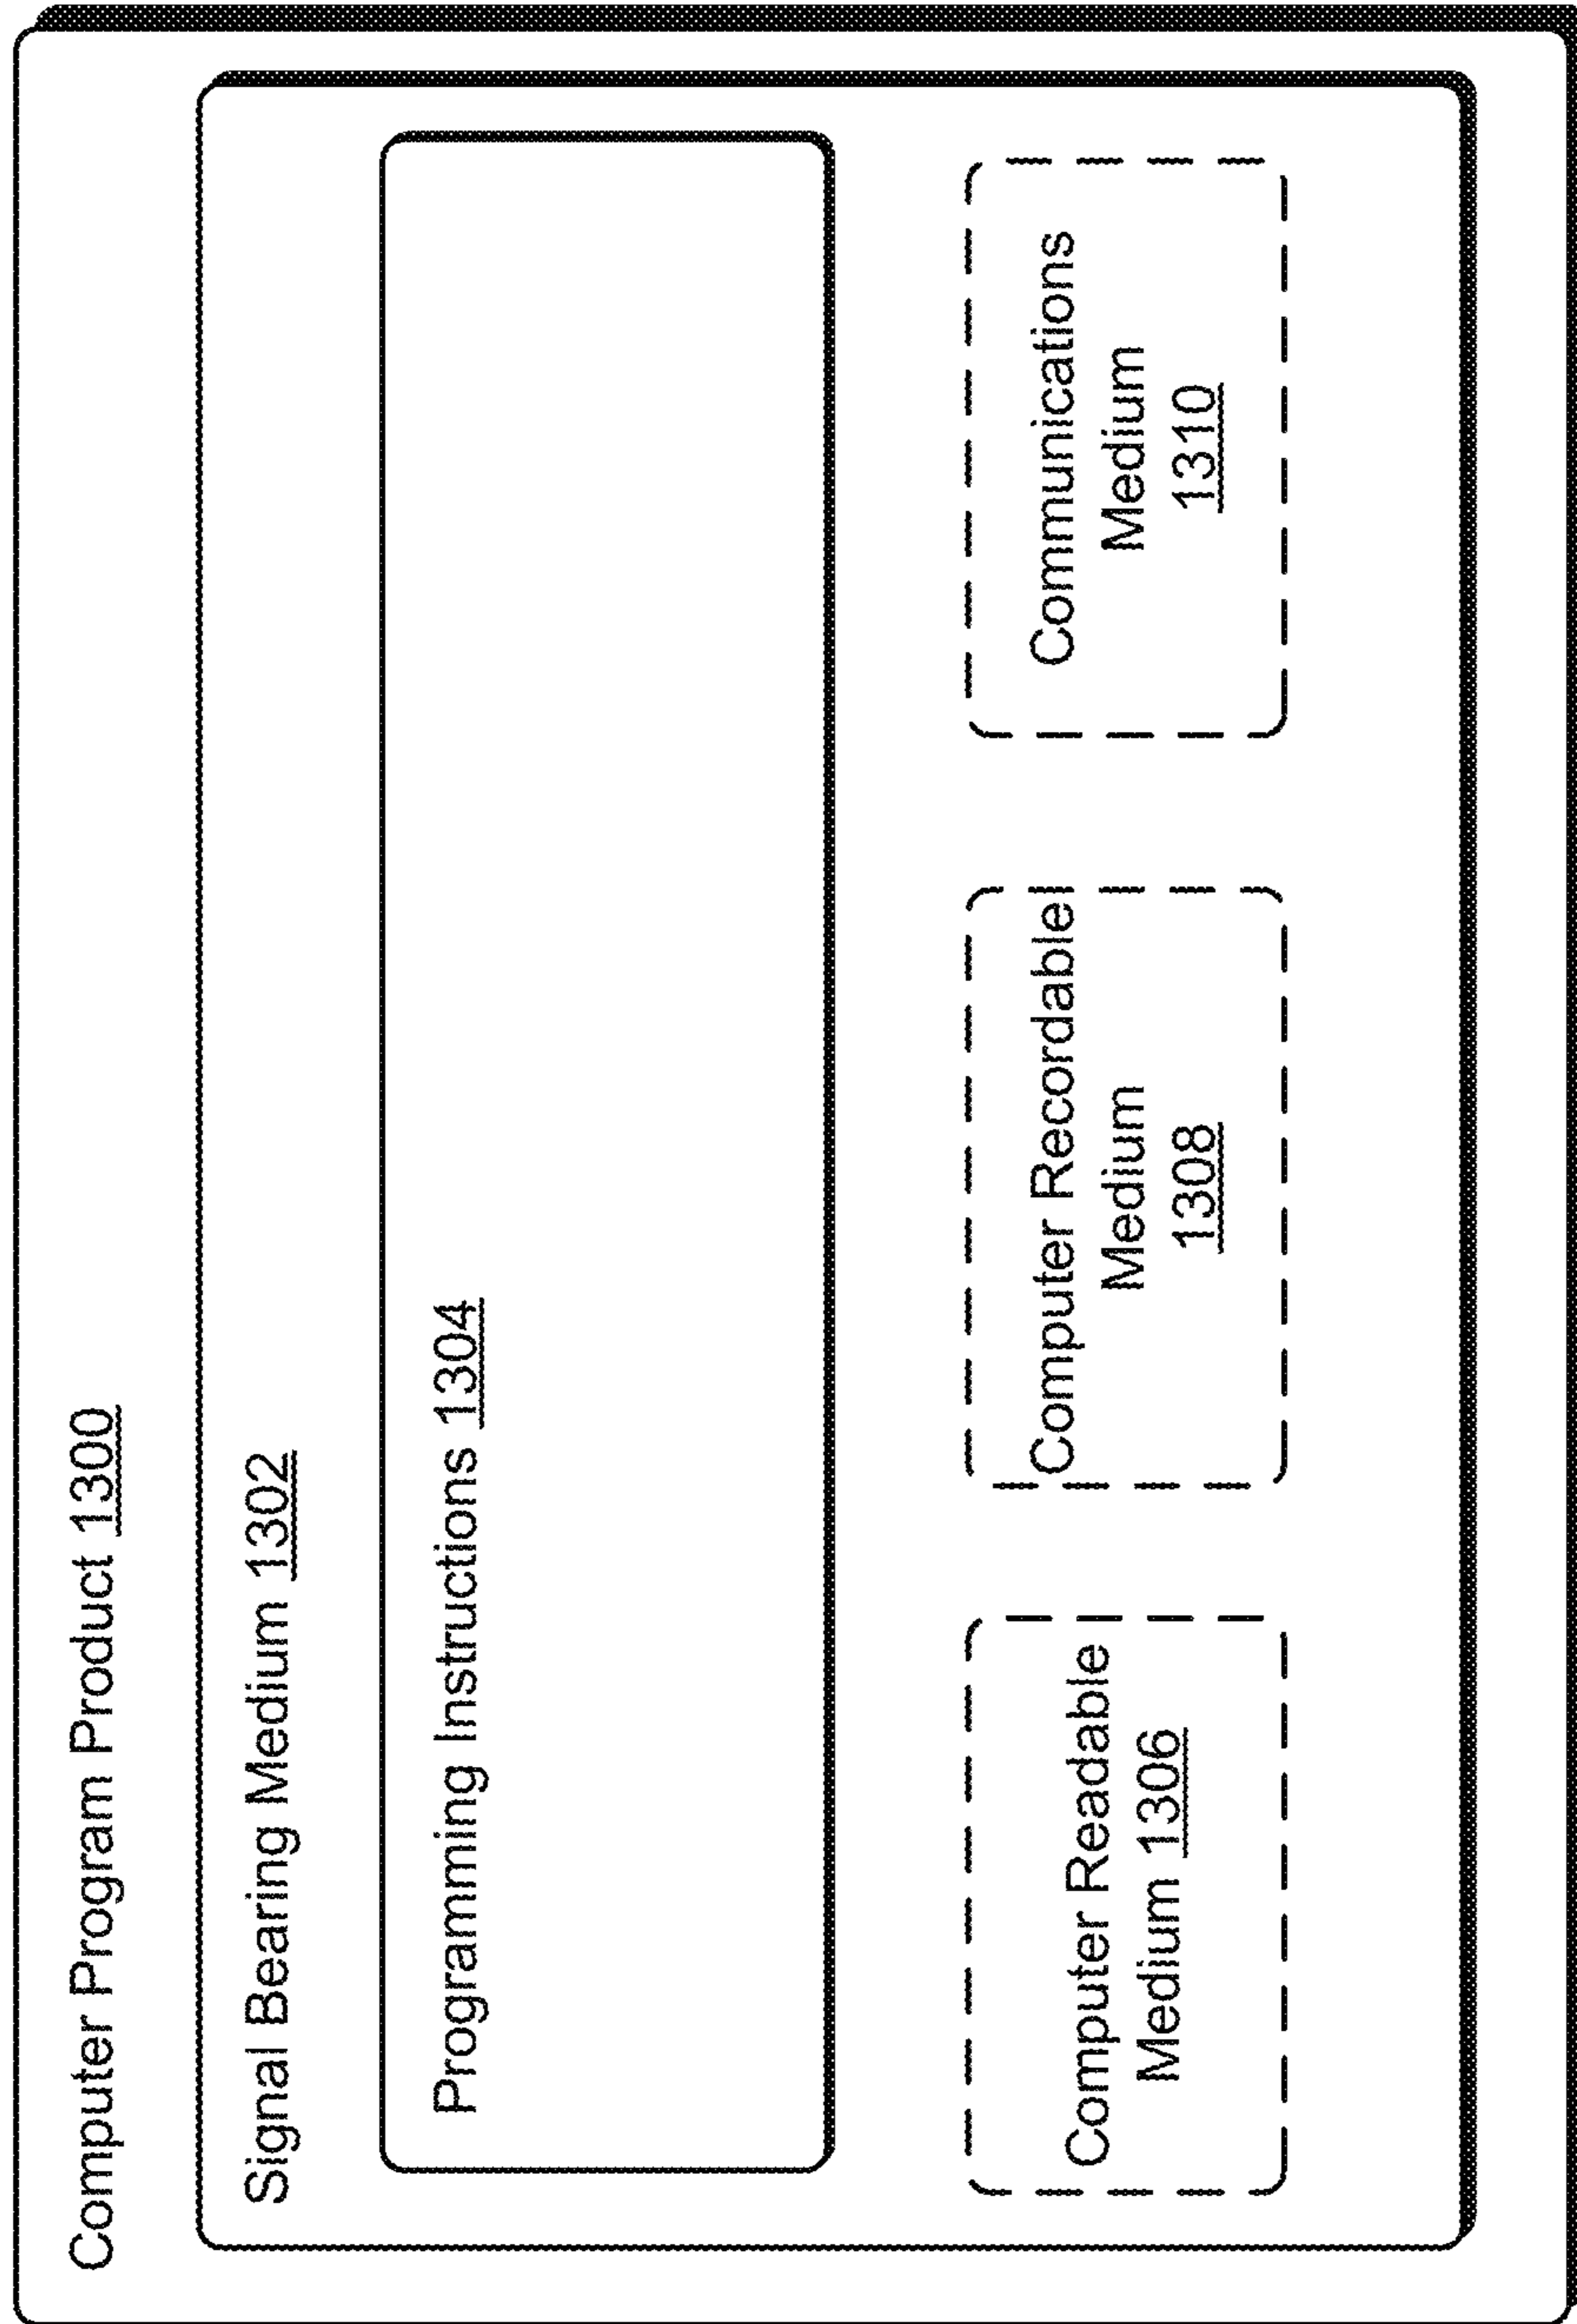 Computer Program Product 1300
Signal Bearing Medium 1302
Programming Instructions 1304
Computer Readable
Medium 1306
Computer Recordable
Medium
1308
Communications
Medium
1310